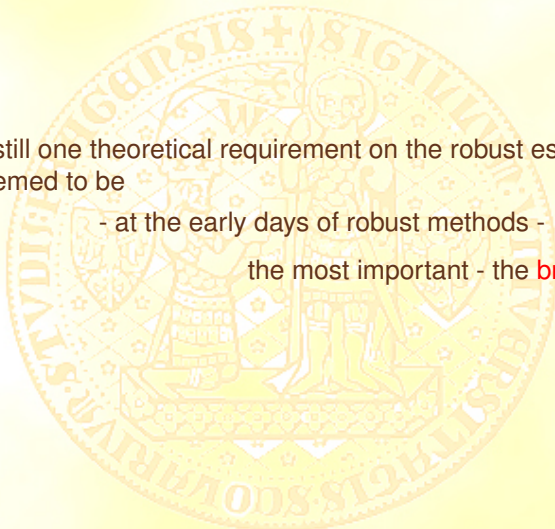 still one theoretical requirement on the robust es
emed to be
- at the early days of robust methods -
the most important - the br